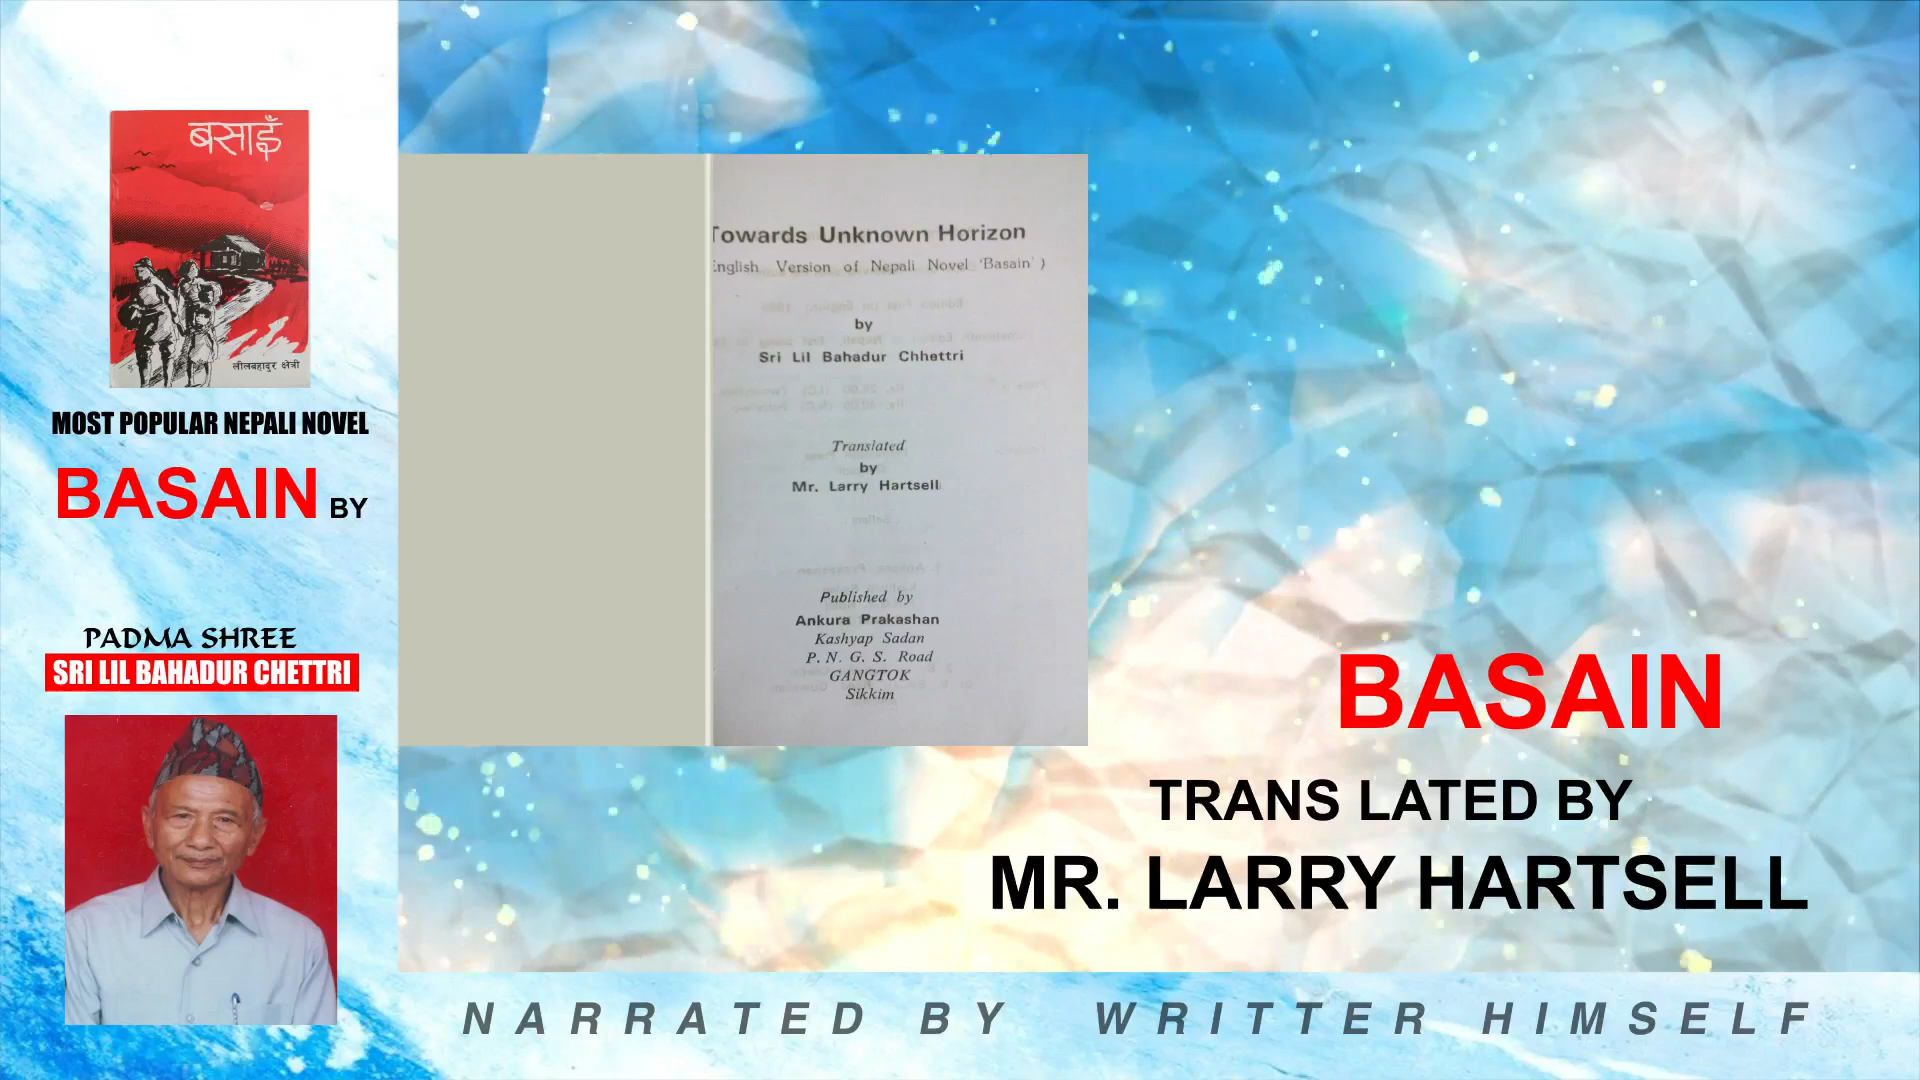 बसाइँ
लीलबहादुर क्षेत्री
MOST POPULAR NEPALI NOVEL
BASAIN BY
PADMA SHREE
SRI LIL BAHADUR CHETTRI
Towards Unknown Horizon
English Version of Nepali Novel 'Basain' )
by
Sri Lil Bahadur Chhettri
Translated
by
Mr. Larry Hartsell
Published by
Ankura Prakashan
Kashyap Sadan
P. N. G. S. Road
GANGTOK
Sikkim
BASAIN
TRANS LATED BY
MR. LARRY HARTSELL
NARRATED BY WRITTER HIMSELF